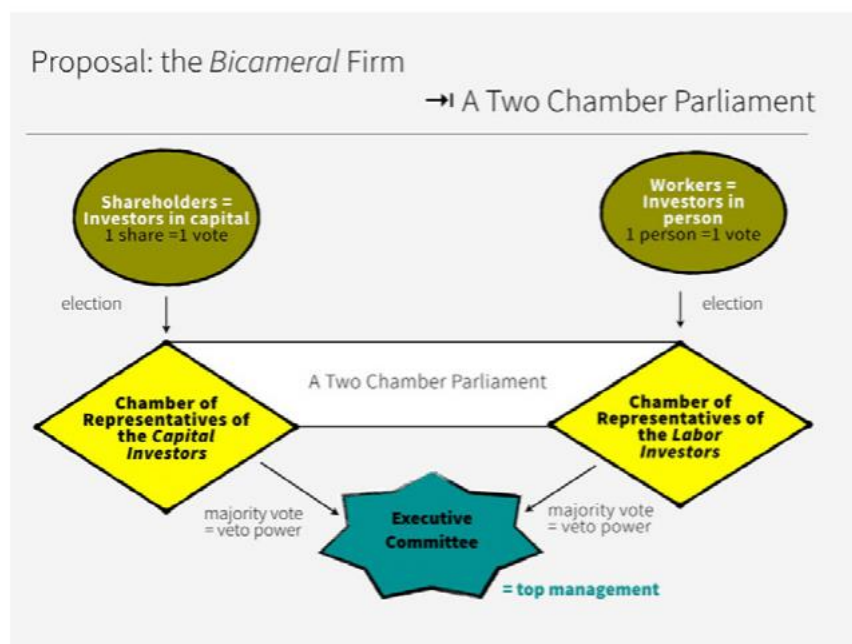 Proposal: the Bicameral Firm
→ A Two Chamber Parliament
Shareholders =
Investors in capital
1 share =1 vote
Workers =
Investors in
person
1 person =1 vote
election
election
A Two Chamber Parliament
Chamber of
Representatives of
the Capital
Investors
Chamber of
Representatives of
the Labor
Investors
majority vote
= veto power
majority vote
= veto power
Executive
Committee
= top management